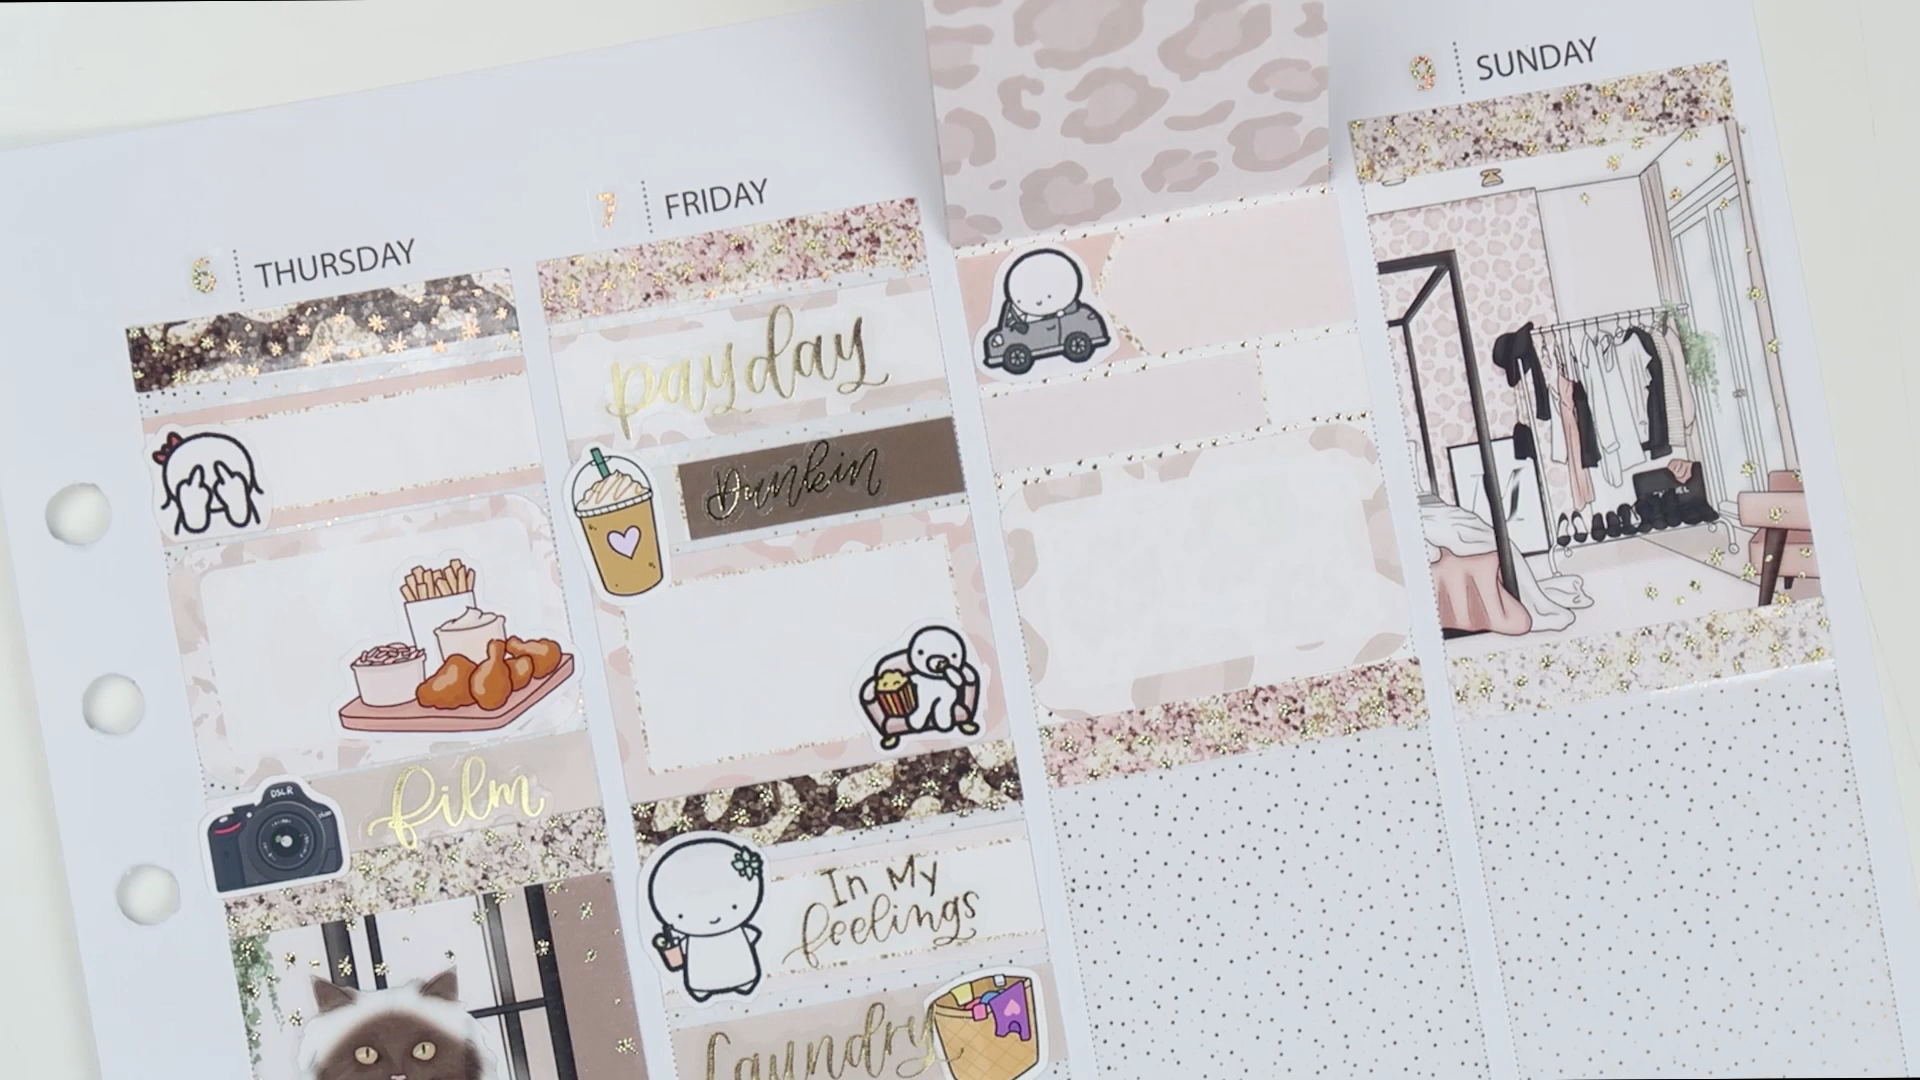 6 THURSDAY
DSLR
film
7 FRIDAY
payday
Dunkin
In My
feelings
Laundry
9 SUNDAY